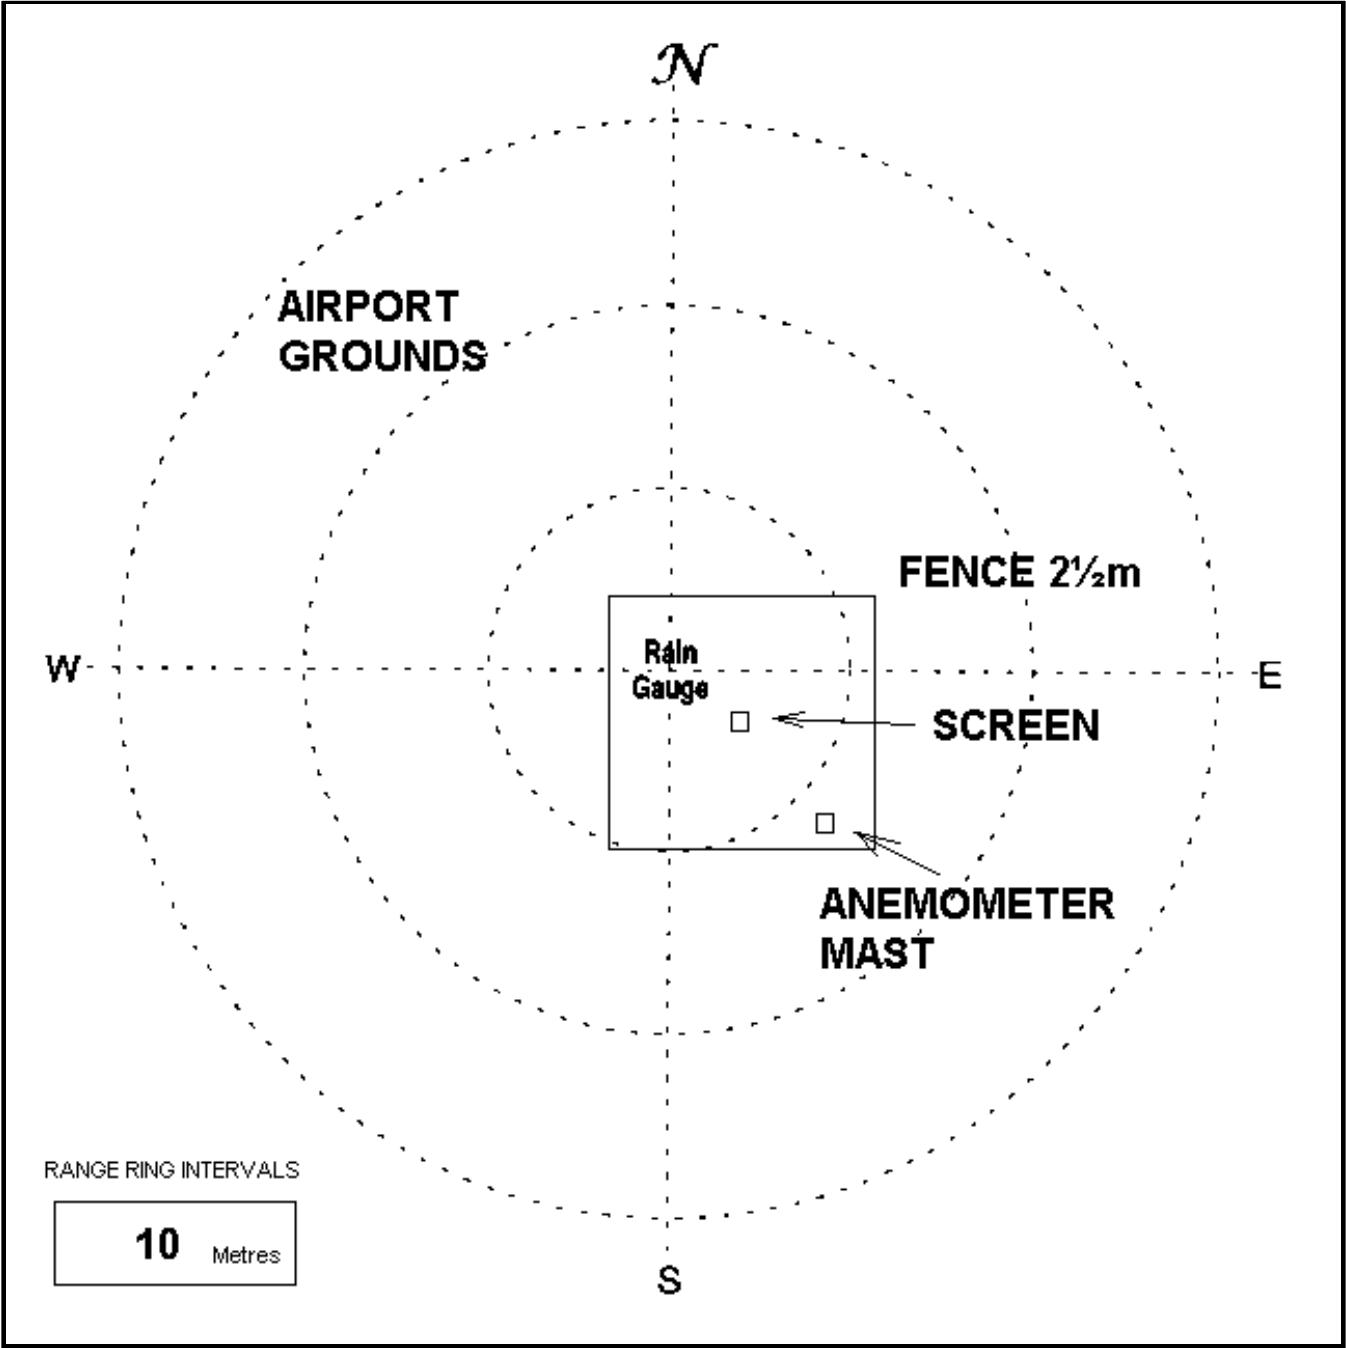 N
AIRPORT
GROUNDS
FENCE 2½m
Rain
Gauge
W
E
SCREEN
ANEMOMETER
MAST
RANGE RING INTERVALS
10 Metres
S